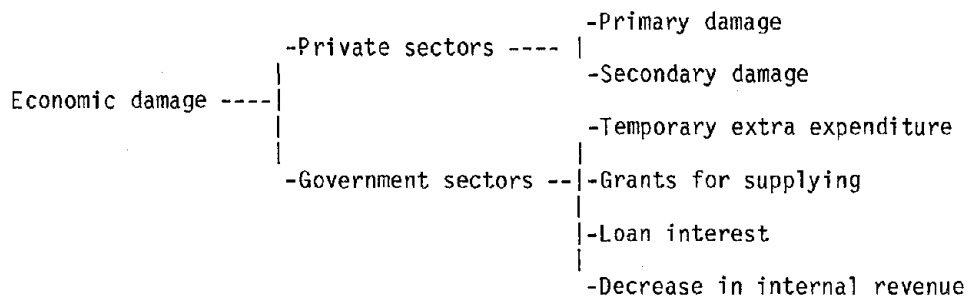 -Primary damage
-Private sectors ----
-Secondary damage
Economic damage ----
-Temporary extra expenditure
-Government sectors --
-Grants for supplying
-Loan interest
-Decrease in internal revenue